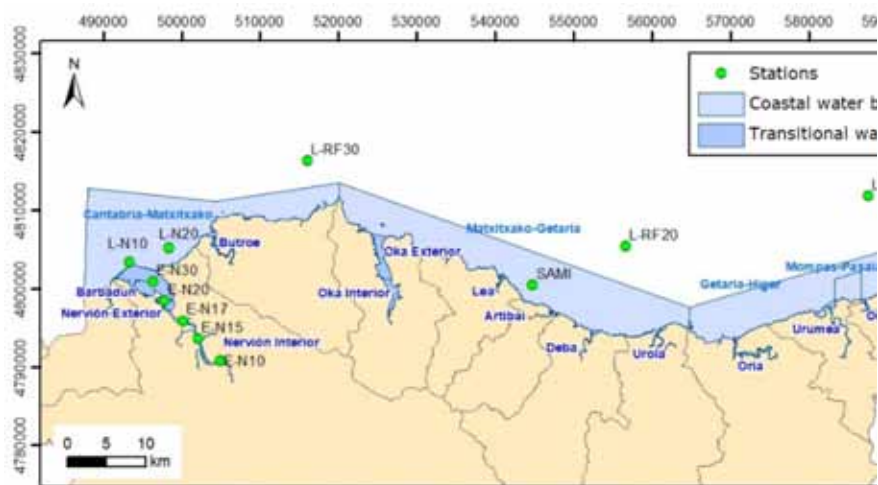 490000 500000 510000 520000 530000 540000 550000 560000 570000 580000
4830000
N
Stations
Coastal water b
Transitional wa
4820000
L-RF30
L
4810000
Cantabria-Matxitxako
Matxitxako-Getaria
L-N20
L-RF20
L-N10
Butroe
Oka Exterior
E-N30
SAMI
Mompas-Pasaia
Getaria-Higer
4800000
Barbadun
E-N20
Oka Interior
Lea
Nervión Exterior
E-N17
Artibai
Urumea
E-N15
Nervión Interior
Deba
Urola
Oria
E-N10
4790000
0 5 10
km
4780000